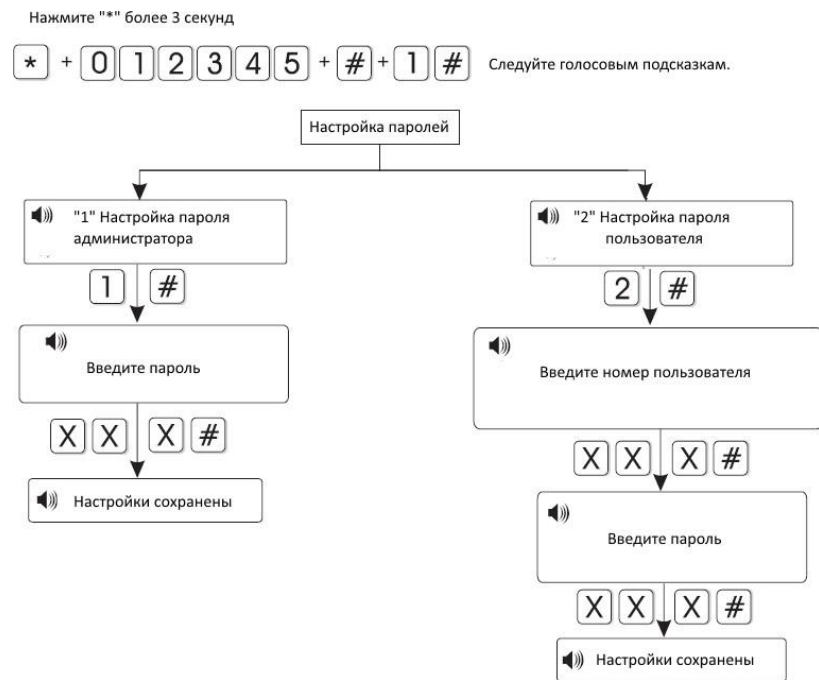 Нажмите "*" более 3 секунд
* + 0 1 2 3 4 5 + # + 1 # Следуйте голосовым подсказкам.
Настройка паролей
"1" Настройка пароля
администратора
1 #
Введите пароль
X X X #
Настройки сохранены
"2" Настройка пароля
пользователя
2 #
Введите номер пользователя
X X X #
Введите пароль
X X X #
Настройки сохранены